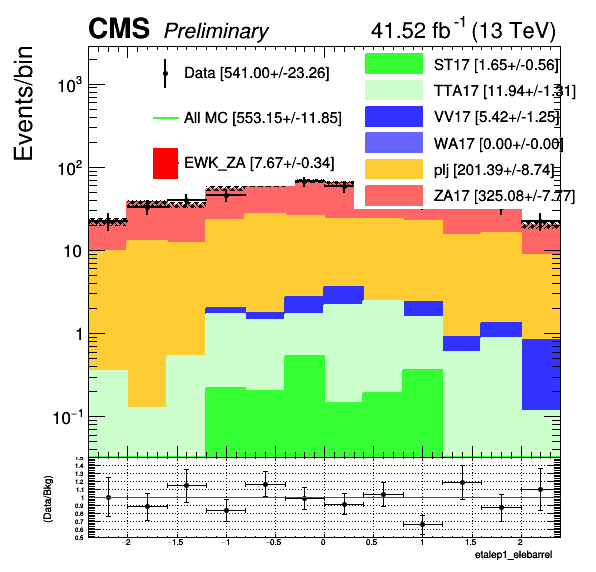 CMS Preliminary 41.52 fb⁻¹ (13 TeV)
Events/bin
10³
10²
10
1
10⁻¹
Data [541.00+/-23.26]
All MC [553.15+/-11.85]
EWK_ZA [7.67+/-0.34]
ST17 [1.65+/-0.56]
TTA17 [11.94+/-1.31]
VV17 [5.42+/-1.25]
WA17 [0.00+/-0.00]
plj [201.39+/-8.74]
ZA17 [325.08+/-7.77]
(Data/Bkg)
1.5
1.4
1.3
1.2
1.1
1
0.9
0.8
0.7
0.6
0.5
−2 −1.5 −1 −0.5 0 0.5 1 1.5 2
etalep1_elebarrel